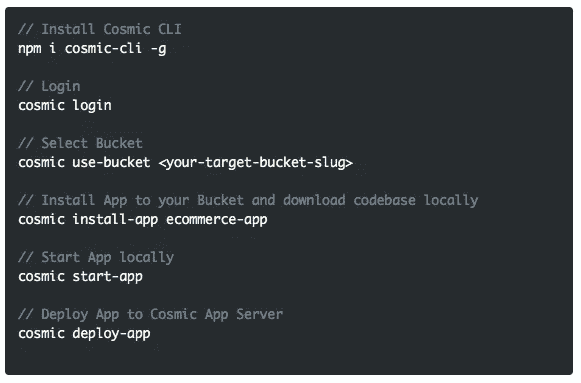 // Install Cosmic CLI
npm i cosmic-cli -g
// Login
cosmic login
// Select Bucket
cosmic use-bucket <your-target-bucket-slug>
// Install App to your Bucket and download codebase locally
cosmic install-app ecommerce-app
// Start App locally
cosmic start-app
// Deploy App to Cosmic App Server
cosmic deploy-app